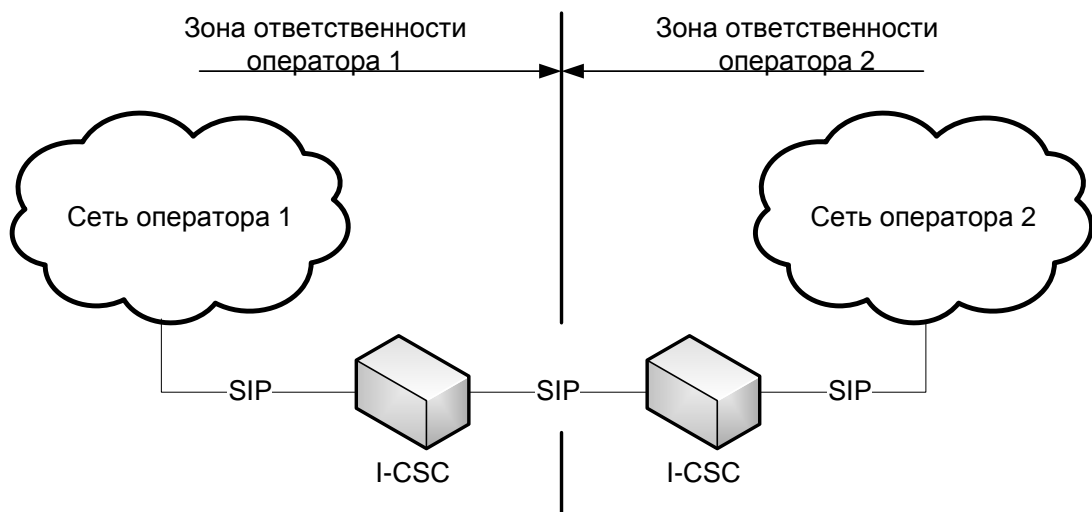 Зона ответственности
оператора 1
Зона ответственности
оператора 2
Сеть оператора 1
Сеть оператора 2
SIP
SIP
SIP
I-CSC
I-CSC